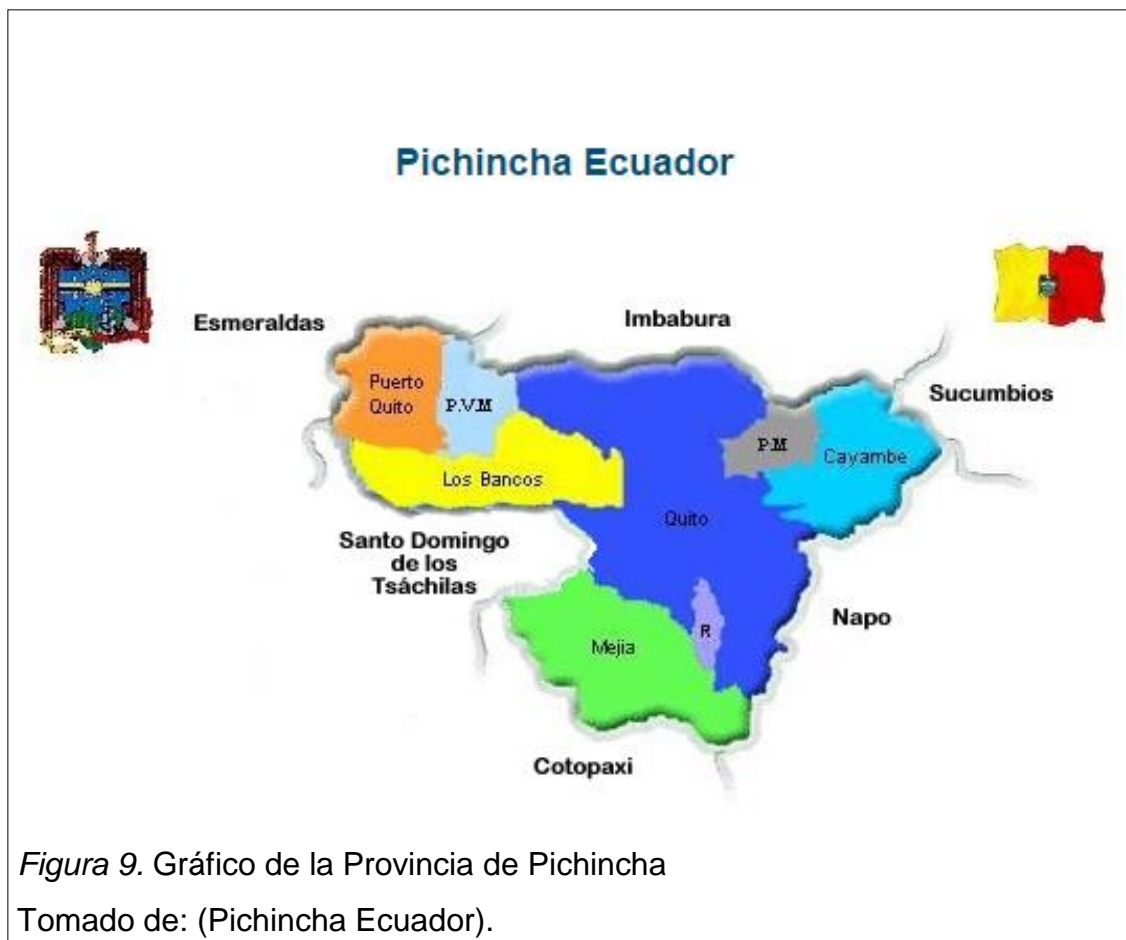 Pichincha Ecuador
Esmeraldas
Imbabura
Sucumbios
Puerto
Quito
P.V.M
P.M
Cayambe
Los Bancos
Quito
Santo Domingo
de los
Tsáchilas
Napo
R
Mejia
Cotopaxi
Figura 9. Gráfico de la Provincia de Pichincha
Tomado de: (Pichincha Ecuador).